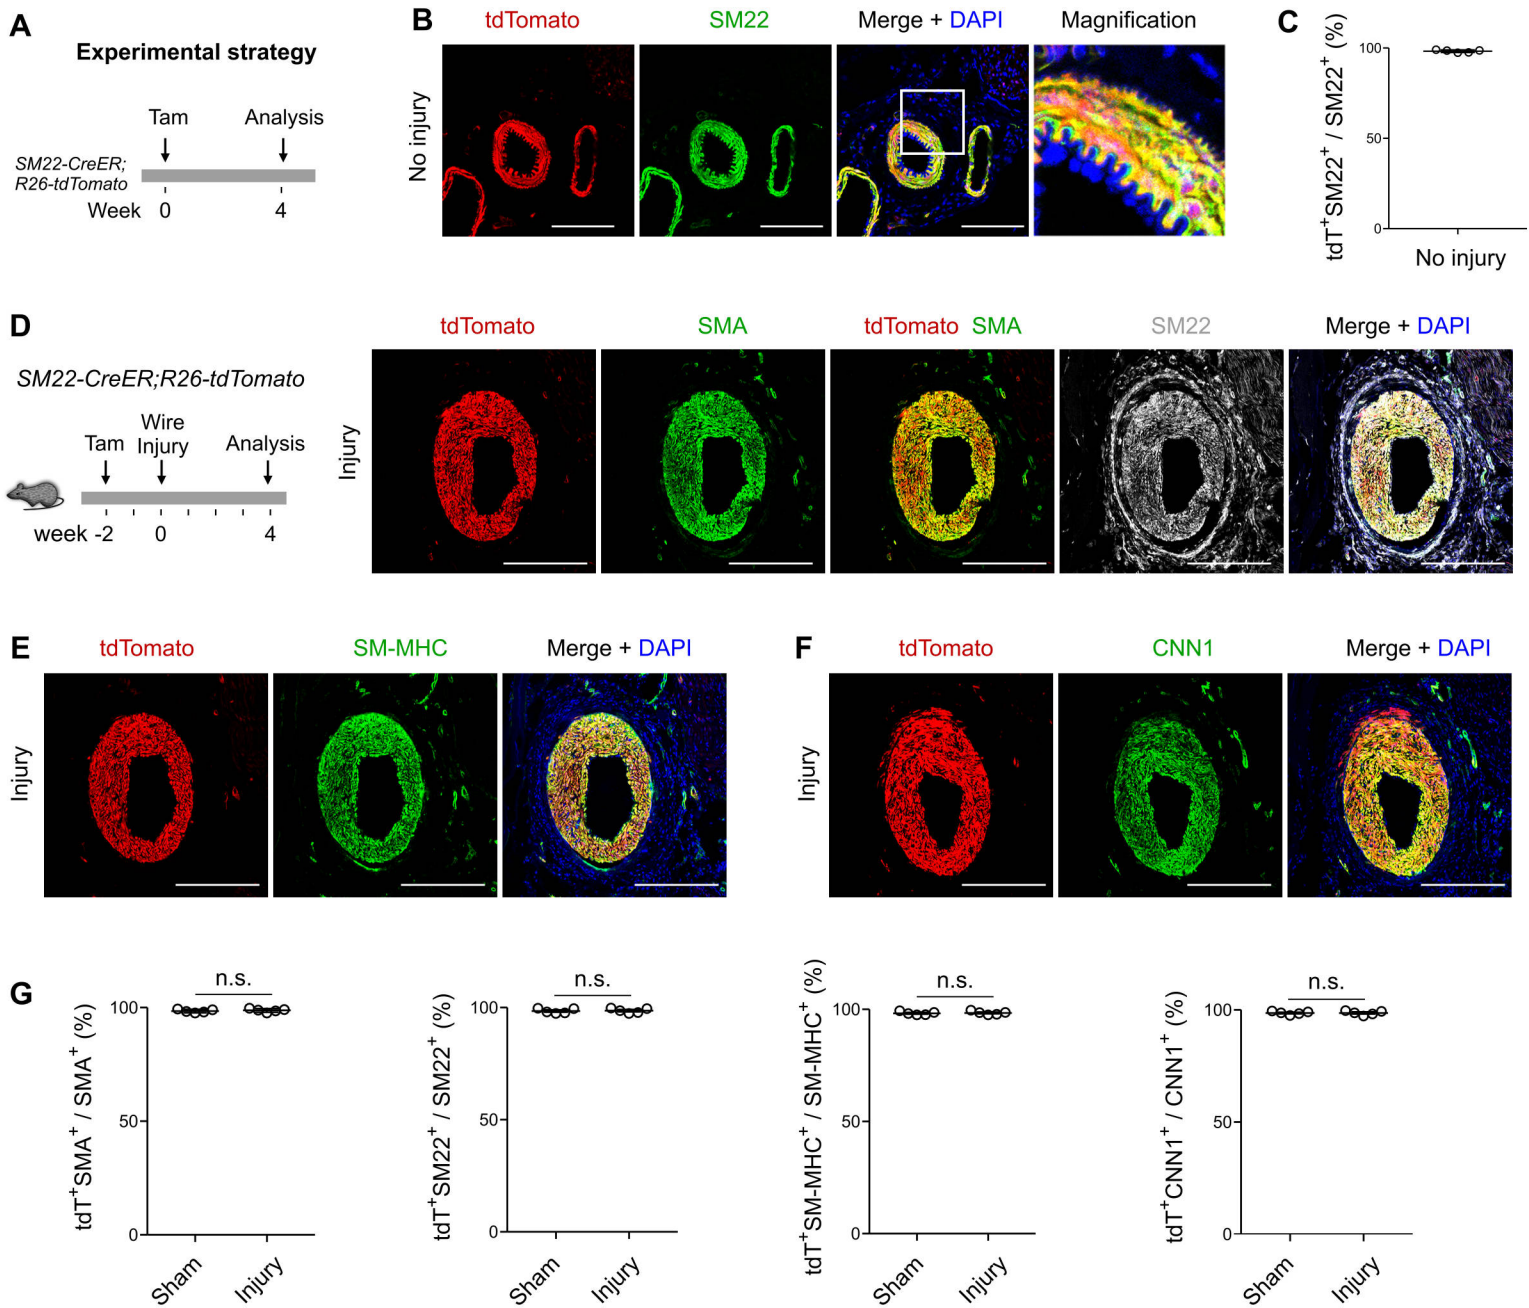 A
Experimental strategy
Tam Analysis
SM22-CreER;
R26-tdTomato
Week 0 4
B
tdTomato SM22 Merge + DAPI Magnification
No injury
C
tdT+SM22+ / SM22+ (%)
100
50
0
No injury
D
SM22-CreER;R26-tdTomato
Wire
Tam Injury Analysis
week -2 0 4
tdTomato SMA tdTomato SMA SM22 Merge + DAPI
Injury
E
tdTomato SM-MHC Merge + DAPI
Injury
F
tdTomato CNN1 Merge + DAPI
Injury
G
tdT+SMA+ / SMA+ (%)
n.s.
100
50
0
Sham Injury
tdT+SM22+ / SM22+ (%)
n.s.
100
50
0
Sham Injury
tdT+SM-MHC+ / SM-MHC+ (%)
n.s.
100
50
0
Sham Injury
tdT+CNN1+ / CNN1+ (%)
n.s.
100
50
0
Sham Injury